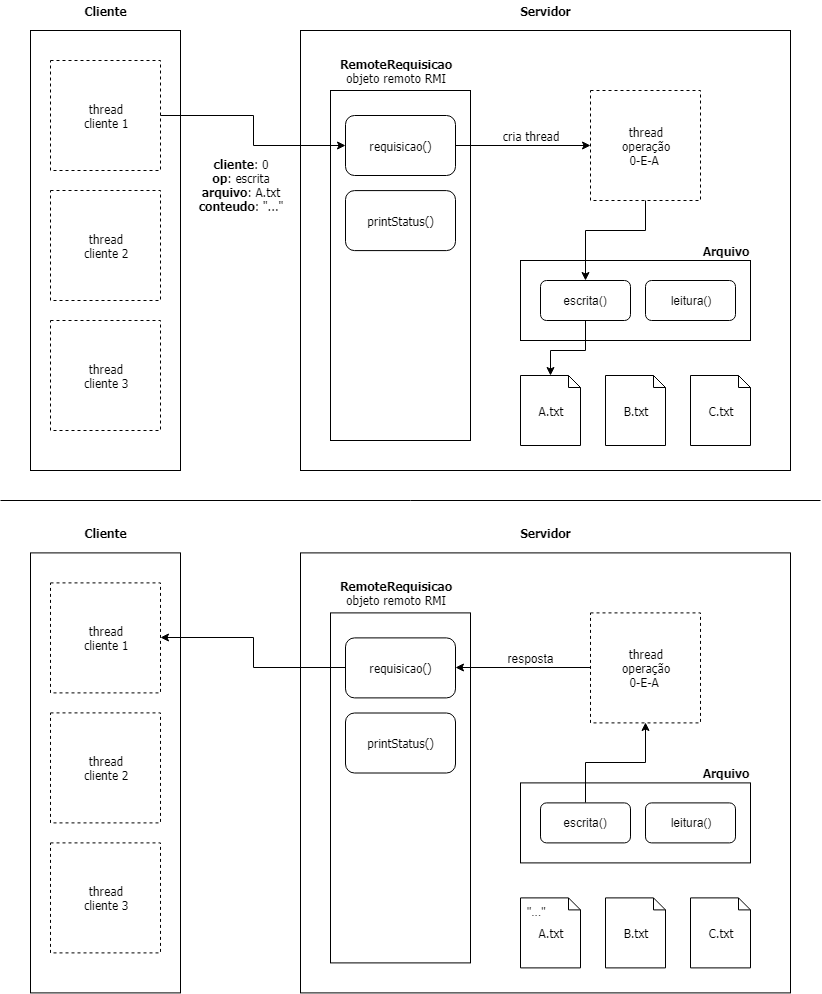 Cliente
Servidor
thread
cliente 1
thread
cliente 2
thread
cliente 3
cliente: 0
op: escrita
arquivo: A.txt
conteudo: "..."
RemoteRequisicao
objeto remoto RMI
requisicao()
printStatus()
cria thread
thread
operação
0-E-A
Arquivo
escrita()
leitura()
A.txt
B.txt
C.txt
Cliente
Servidor
thread
cliente 1
thread
cliente 2
thread
cliente 3
RemoteRequisicao
objeto remoto RMI
requisicao()
printStatus()
resposta
thread
operação
0-E-A
Arquivo
escrita()
leitura()
"..."
A.txt
B.txt
C.txt